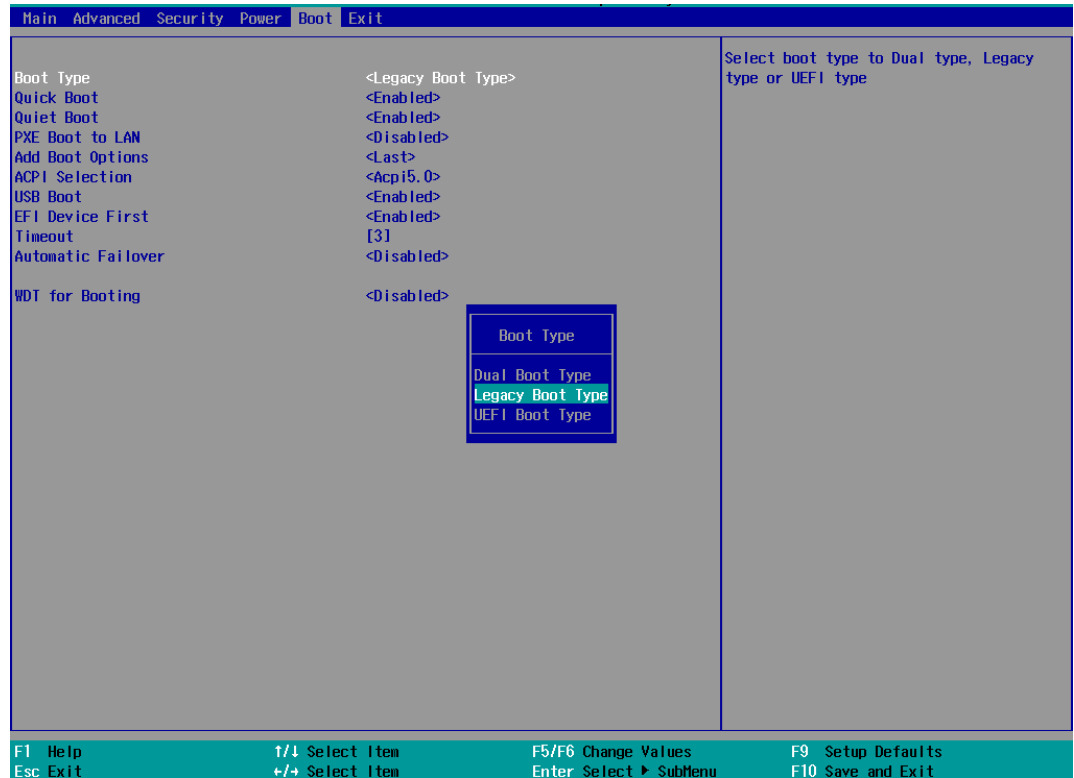 Main Advanced Security Power Boot Exit
Select boot type to Dual type, Legacy
type or UEFI type
Boot Type <Legacy Boot Type>
Quick Boot <Enabled>
Quiet Boot <Enabled>
PXE Boot to LAN <Disabled>
Add Boot Options <Last>
ACPI Selection <Acpi5.0>
USB Boot <Enabled>
EFI Device First <Enabled>
Timeout [3]
Automatic Failover <Disabled>
WDT for Booting <Disabled>
Boot Type
Dual Boot Type
Legacy Boot Type
UEFI Boot Type
F1 Help ↑/↓ Select Item F5/F6 Change Values F9 Setup Defaults
Esc Exit ←/→ Select Item Enter Select ▶ SubMenu F10 Save and Exit